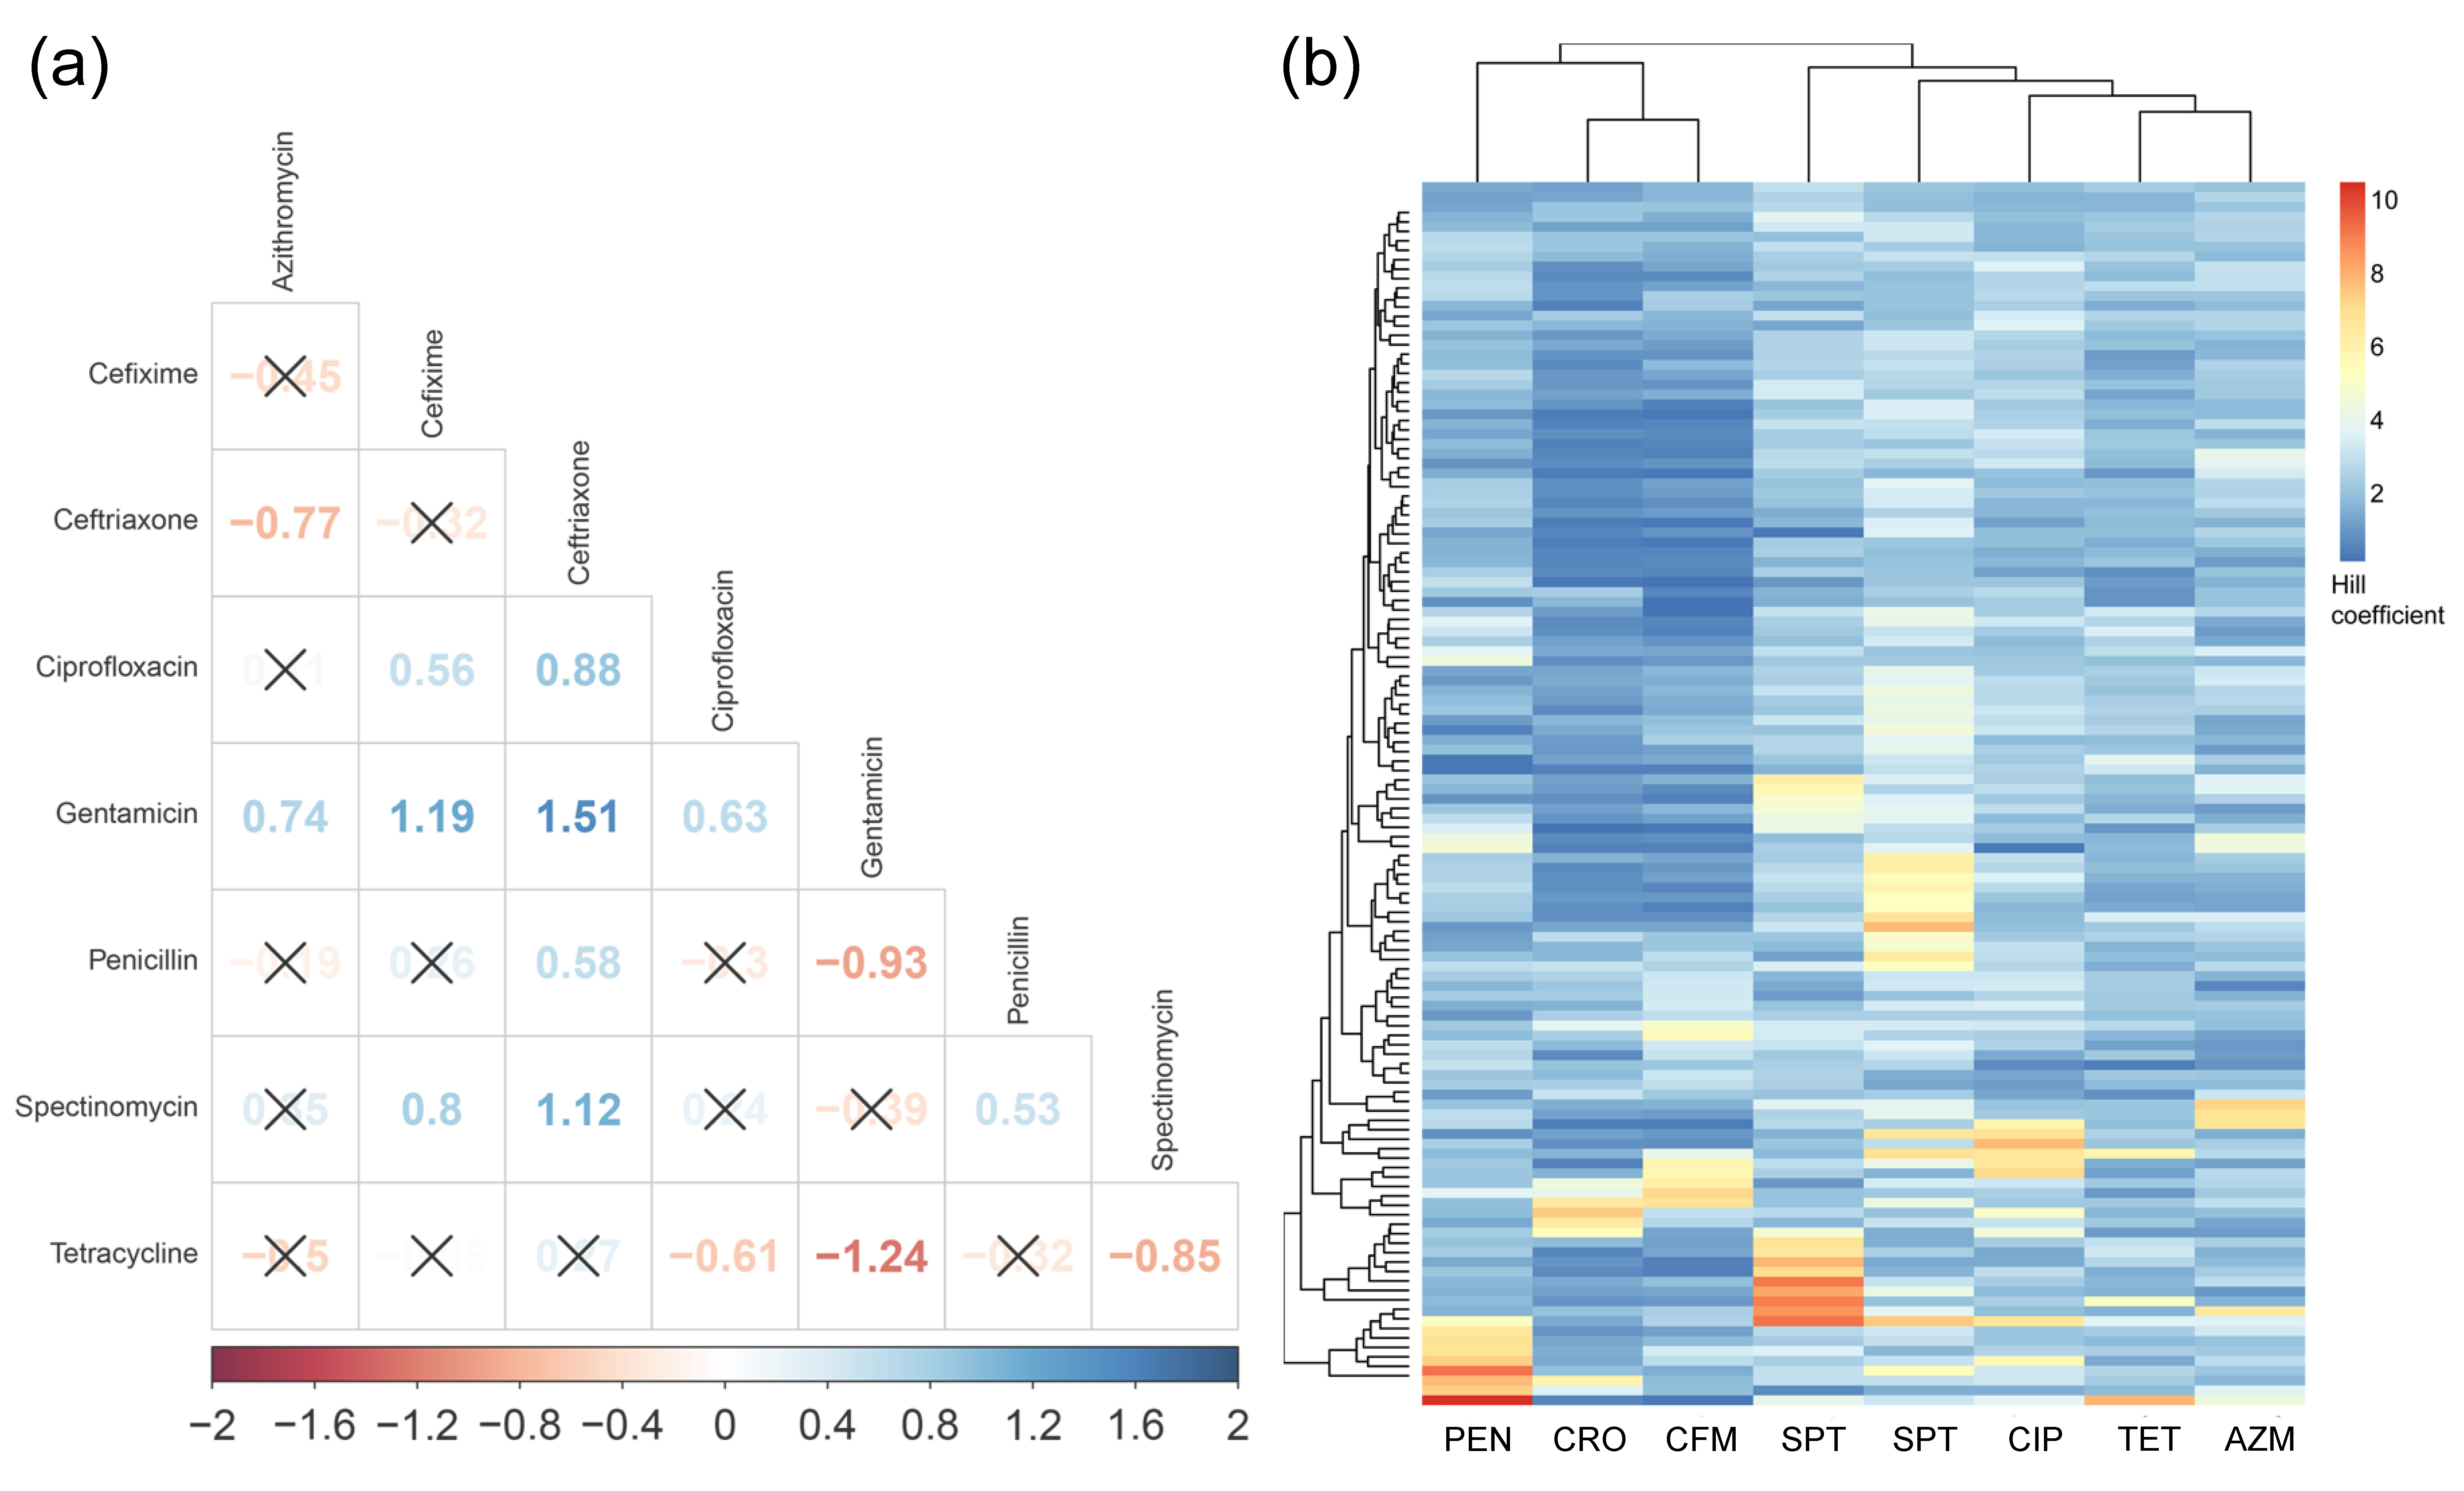 (a)
Azithromycin
Cefixime
Ceftriaxone
Ciprofloxacin
Gentamicin
Penicillin
Spectinomycin
Cefixime
Ceftriaxone −0.77
Ciprofloxacin 0.56 0.88
Gentamicin 0.74 1.19 1.51 0.63
Penicillin 0.58 −0.93
Spectinomycin 0.8 1.12 0.53
Tetracycline −0.61 −1.24 −0.85
−2 −1.6 −1.2 −0.8 −0.4 0 0.4 0.8 1.2 1.6 2
(b)
10
8
6
4
2
Hill
coefficient
PEN CRO CFM SPT SPT CIP TET AZM